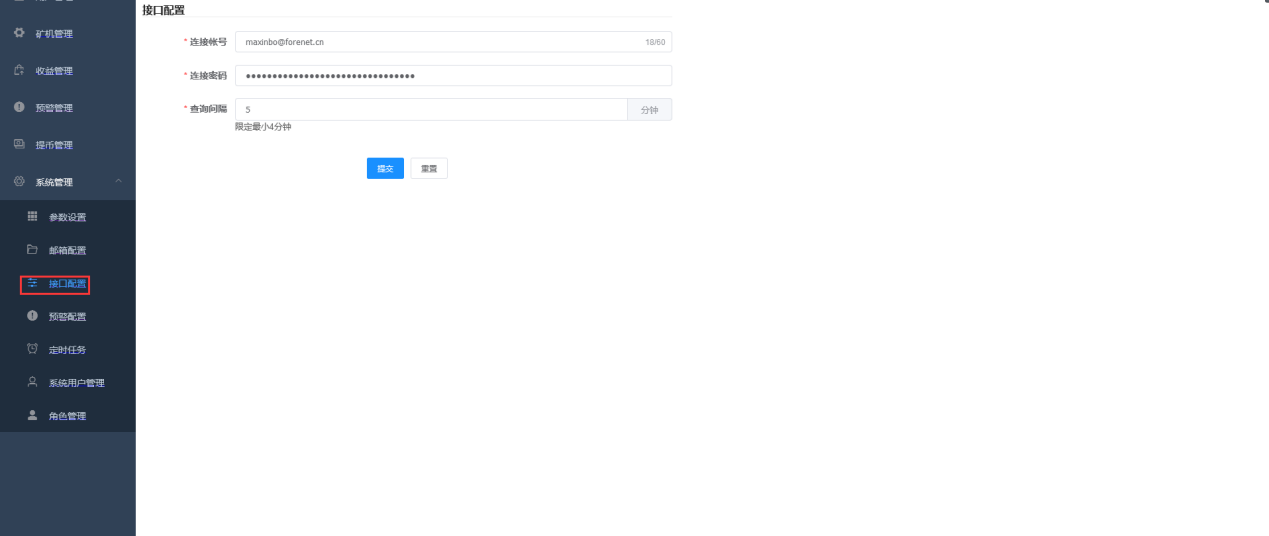 接口配置
矿机管理
收益管理
预警管理
提币管理
系统管理
参数设置
邮箱配置
接口配置
预警配置
定时任务
系统用户管理
角色管理
* 连接帐号
maxinbo@forenet.cn
18/60
* 连接密码
●●●●●●●●●●●●●●●●●●●●●●●●●●●●●●●●
* 查询间隔
5
分钟
限定最小4分钟
提交
重置